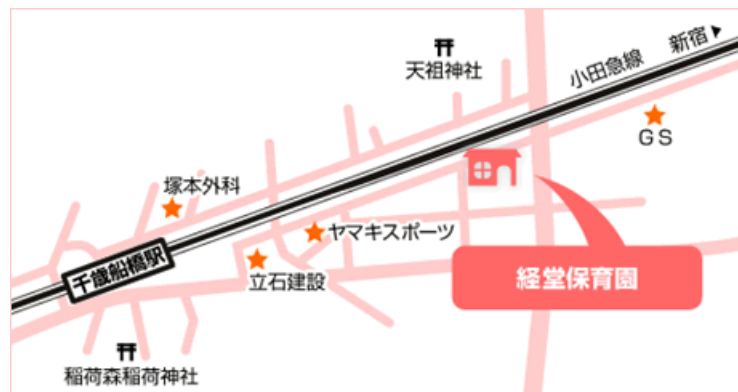 新宿▶
小田急線
天祖神社
GS
塚本外科
ヤマキスポーツ
千歳船橋駅
立石建設
経堂保育園
稲荷森稲荷神社